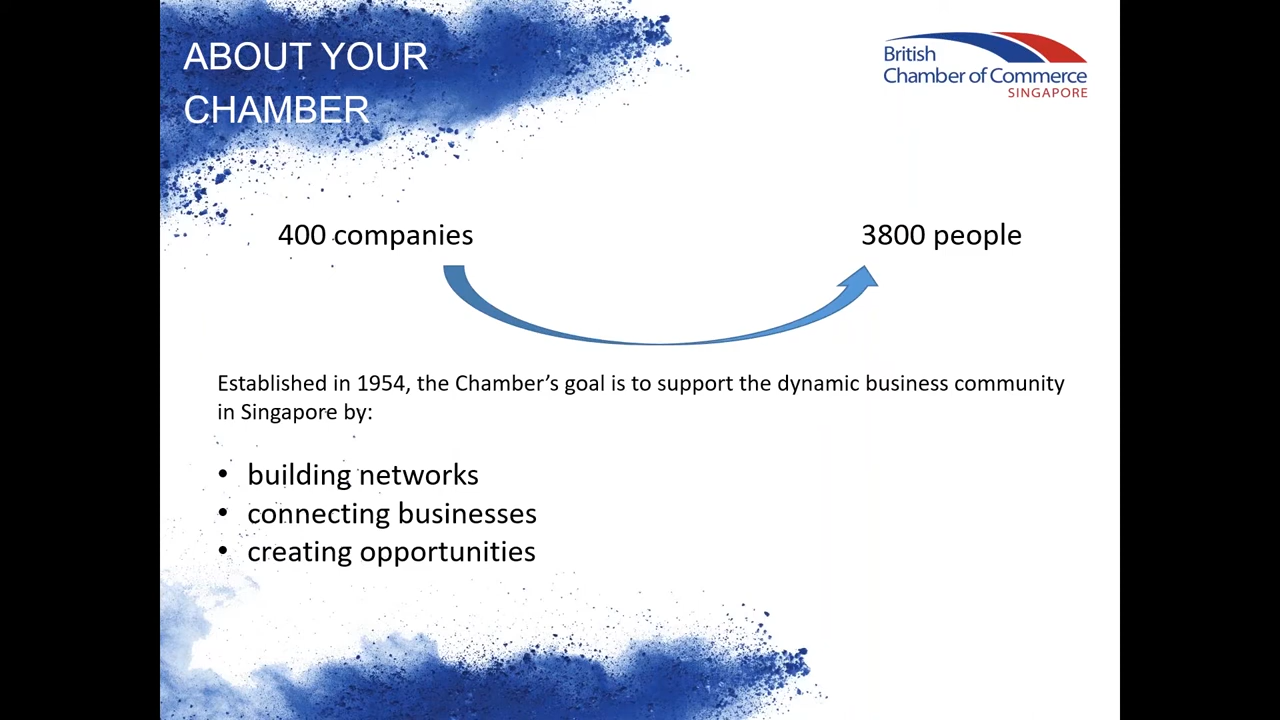 ABOUT YOUR
CHAMBER
British
Chamber of Commerce
SINGAPORE
400 companies
3800 people
Established in 1954, the Chamber’s goal is to support the dynamic business community
in Singapore by:
• building networks
• connecting businesses
• creating opportunities